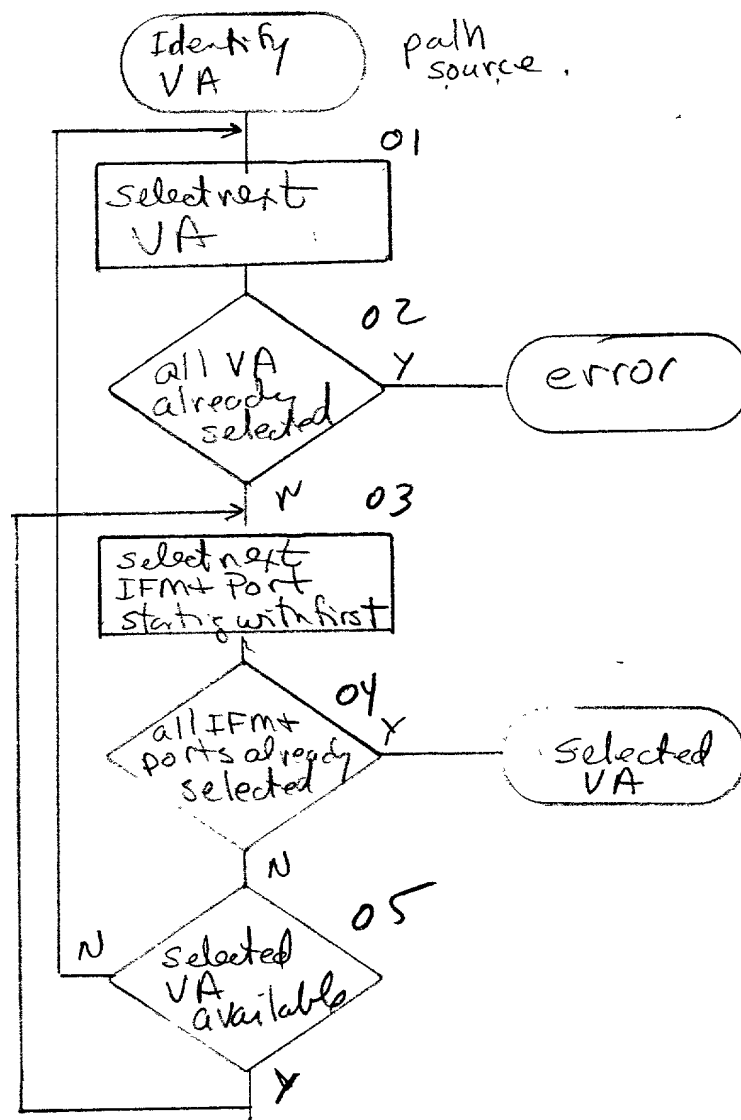 Identify
VA
path
source.
01
select next
VA
02
all VA
already
selected
Y
error
N
03
select next
IFM+ Port
starting with first
04
all IFM+
ports already
selected
Y
selected
VA
N
05
selected
VA
available
N
Y